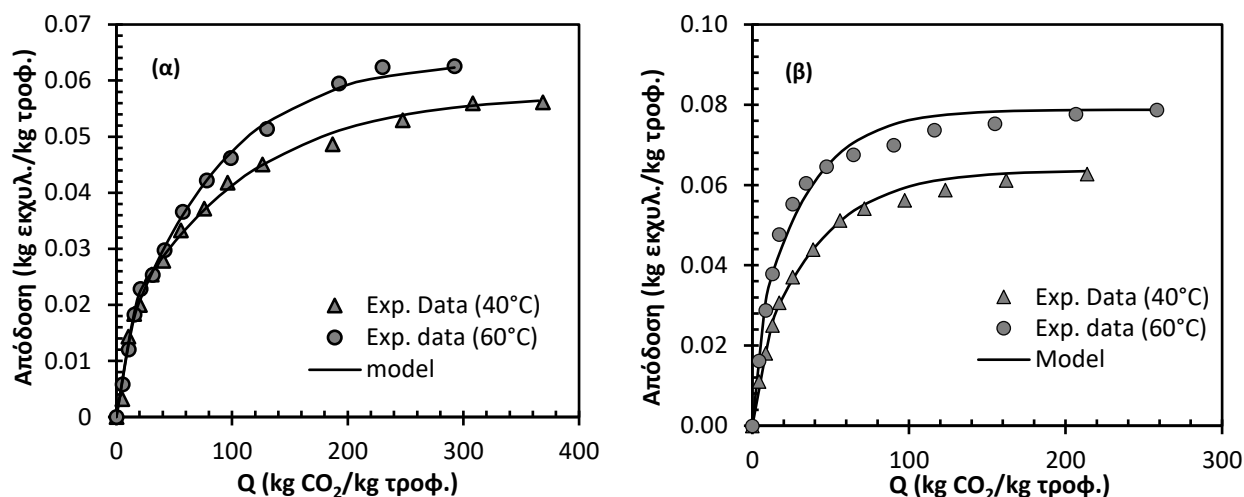 Απόδοση (kg εκχυλ./kg τροφ.)
0.07
0.06
0.05
0.04
0.03
0.02
0.01
0
(α)
Exp. Data (40°C)
Exp. data (60°C)
model
0 100 200 300 400
Q (kg CO₂/kg τροφ.)
Απόδοση (kg εκχυλ./kg τροφ.)
0.10
0.08
0.06
0.04
0.02
0.00
(β)
Exp. Data (40°C)
Exp. data (60°C)
Model
0 100 200 300
Q (kg CO₂/kg τροφ.)